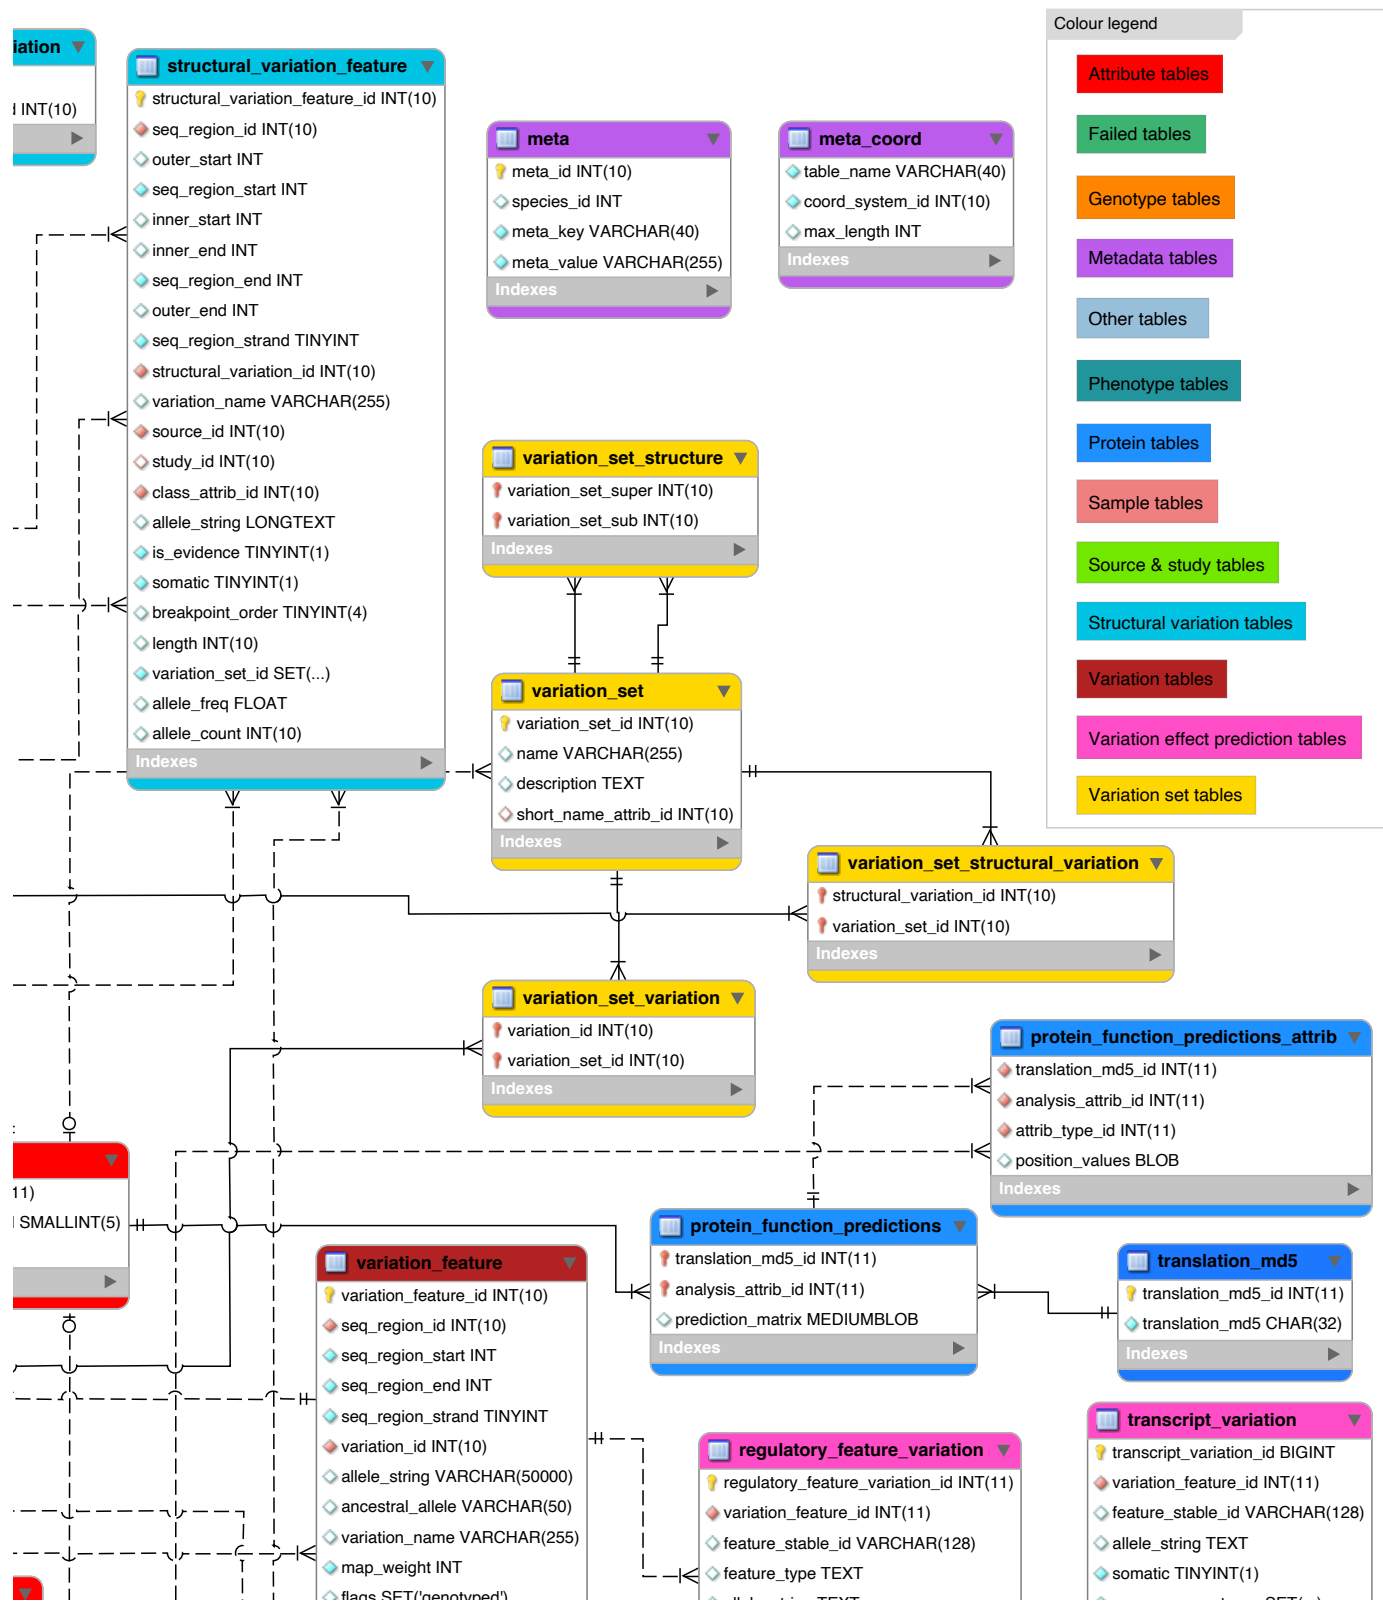 iation
INT(10)
structural_variation_feature
structural_variation_feature_id INT(10)
seq_region_id INT(10)
outer_start INT
seq_region_start INT
inner_start INT
inner_end INT
seq_region_end INT
outer_end INT
seq_region_strand TINYINT
structural_variation_id INT(10)
variation_name VARCHAR(255)
source_id INT(10)
study_id INT(10)
class_attrib_id INT(10)
allele_string LONGTEXT
is_evidence TINYINT(1)
somatic TINYINT(1)
breakpoint_order TINYINT(4)
length INT(10)
variation_set_id SET(...)
allele_freq FLOAT
allele_count INT(10)
Indexes
meta
meta_id INT(10)
species_id INT
meta_key VARCHAR(40)
meta_value VARCHAR(255)
Indexes
meta_coord
table_name VARCHAR(40)
coord_system_id INT(10)
max_length INT
Indexes
Colour legend
Attribute tables
Failed tables
Genotype tables
Metadata tables
Other tables
Phenotype tables
Protein tables
Sample tables
Source & study tables
Structural variation tables
Variation tables
Variation effect prediction tables
Variation set tables
variation_set_structure
variation_set_super INT(10)
variation_set_sub INT(10)
Indexes
variation_set
variation_set_id INT(10)
name VARCHAR(255)
description TEXT
short_name_attrib_id INT(10)
Indexes
variation_set_structural_variation
structural_variation_id INT(10)
variation_set_id INT(10)
Indexes
variation_set_variation
variation_id INT(10)
variation_set_id INT(10)
Indexes
protein_function_predictions_attrib
translation_md5_id INT(11)
analysis_attrib_id INT(11)
attrib_type_id INT(11)
position_values BLOB
Indexes
11)
SMALLINT(5)
protein_function_predictions
translation_md5_id INT(11)
analysis_attrib_id INT(11)
prediction_matrix MEDIUMBLOB
Indexes
translation_md5
translation_md5_id INT(11)
translation_md5 CHAR(32)
Indexes
variation_feature
variation_feature_id INT(10)
seq_region_id INT(10)
seq_region_start INT
seq_region_end INT
seq_region_strand TINYINT
variation_id INT(10)
allele_string VARCHAR(50000)
ancestral_allele VARCHAR(50)
variation_name VARCHAR(255)
map_weight INT
flags SET('genotyped')
regulatory_feature_variation
regulatory_feature_variation_id INT(11)
variation_feature_id INT(11)
feature_stable_id VARCHAR(128)
feature_type TEXT
transcript_variation
transcript_variation_id BIGINT
variation_feature_id INT(11)
feature_stable_id VARCHAR(128)
allele_string TEXT
somatic TINYINT(1)